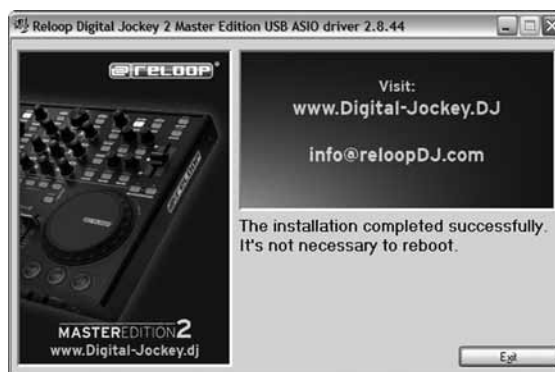 Reloop Digital Jockey 2 Master Edition USB ASIO driver 2.8.44
reloop
Visit:
www.Digital-Jockey.DJ
info@reloopDJ.com
The installation completed successfully.
It's not necessary to reboot.
MASTEREDITION2
www.Digital-Jockey.dj
Exit